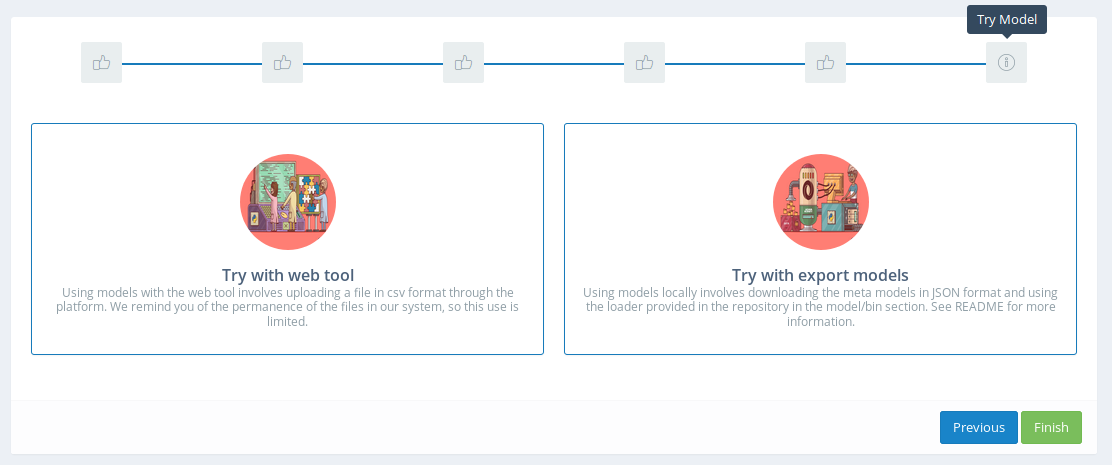 Try Model
Try with web tool
Using models with the web tool involves uploading a file in csv format through the
platform. We remind you of the permanence of the files in our system, so this use is
limited.
Try with export models
Using models locally involves downloading the meta models in JSON format and using
the loader provided in the repository in the model/bin section. See README for more
information.
Previous
Finish